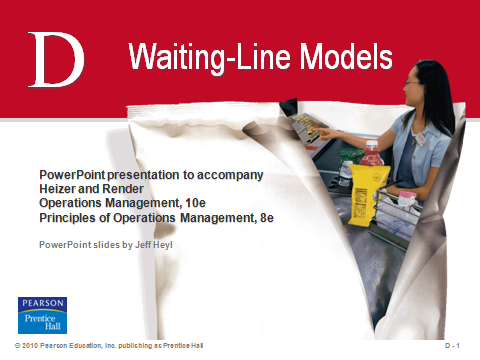 D
Waiting-Line Models
PowerPoint presentation to accompany
Heizer and Render
Operations Management, 10e
Principles of Operations Management, 8e
PowerPoint slides by Jeff Heyl
PEARSON
Prentice
Hall
© 2010 Pearson Education, Inc. publishing as Prentice Hall
D - 1